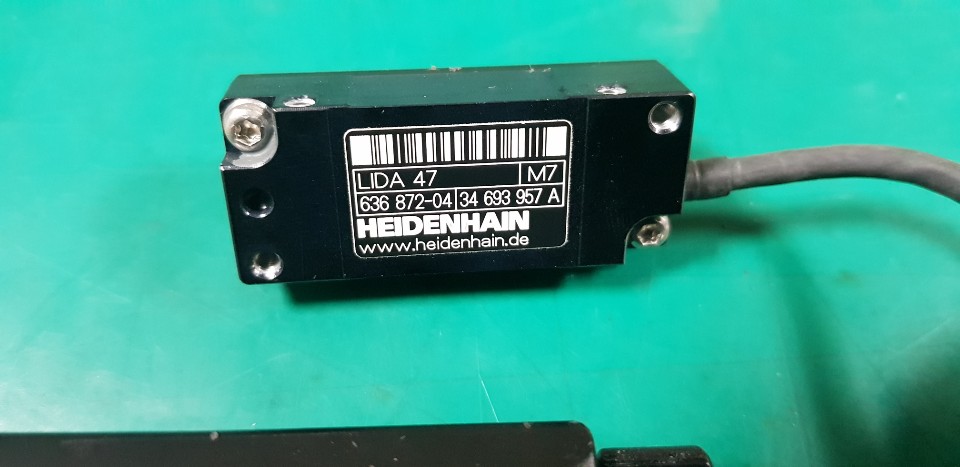 LIDA 47 M7
636 872-04 34 693 957 A
HEIDENHAIN
www.heidenhain.de